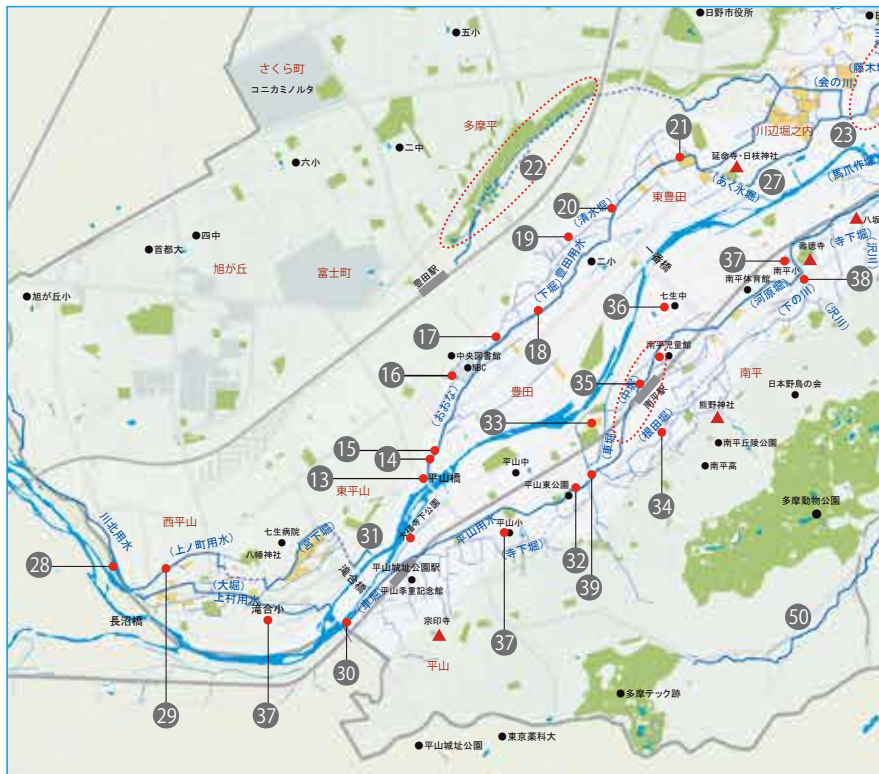 日野市役所
五小
さくら町
コニカミノルタ
(会の川)
(藤木堀
多摩平
二中
六小
21
川辺堀之内
23
延命寺・日枝神社
22
東豊田
(あく水堀)
27
(馬爪作堀)
20
(清水堀)
19
四中
首都大
旭が丘
富士町
豊田駅
(下堀)豊田用水
二小
一番橋
八坂
(寺下堀)
(沢川)
37
寿徳寺
南平小
南平体育館
38
旭が丘小
36
七生中
(河原堀)
(下の川)
(沢川)
17
18
中央図書館
NBC
16
南平児童館
35
(中堀)
南平駅
南平
日本野鳥の会
豊田
(おおな)
熊野神社
33
(車堀)
(根田堀)
南平丘陵公園
15
14
34
南平高
13
平山橋
平山中
東平山
平山東公園
多摩動物公園
川北用水
西平山
七生病院
八幡神社
(宮下堀)
31
大福寺下公園
平山用水
平山小
(寺下堀)
28
(上ノ町用水)
滝合橋
32
39
平山城址公園駅
(大堀)
上村用水
滝合小
(車堀)
平山季重記念館
長沼橋
50
宗印寺
37
37
30
平山
29
多摩テック跡
平山城址公園
東京薬科大